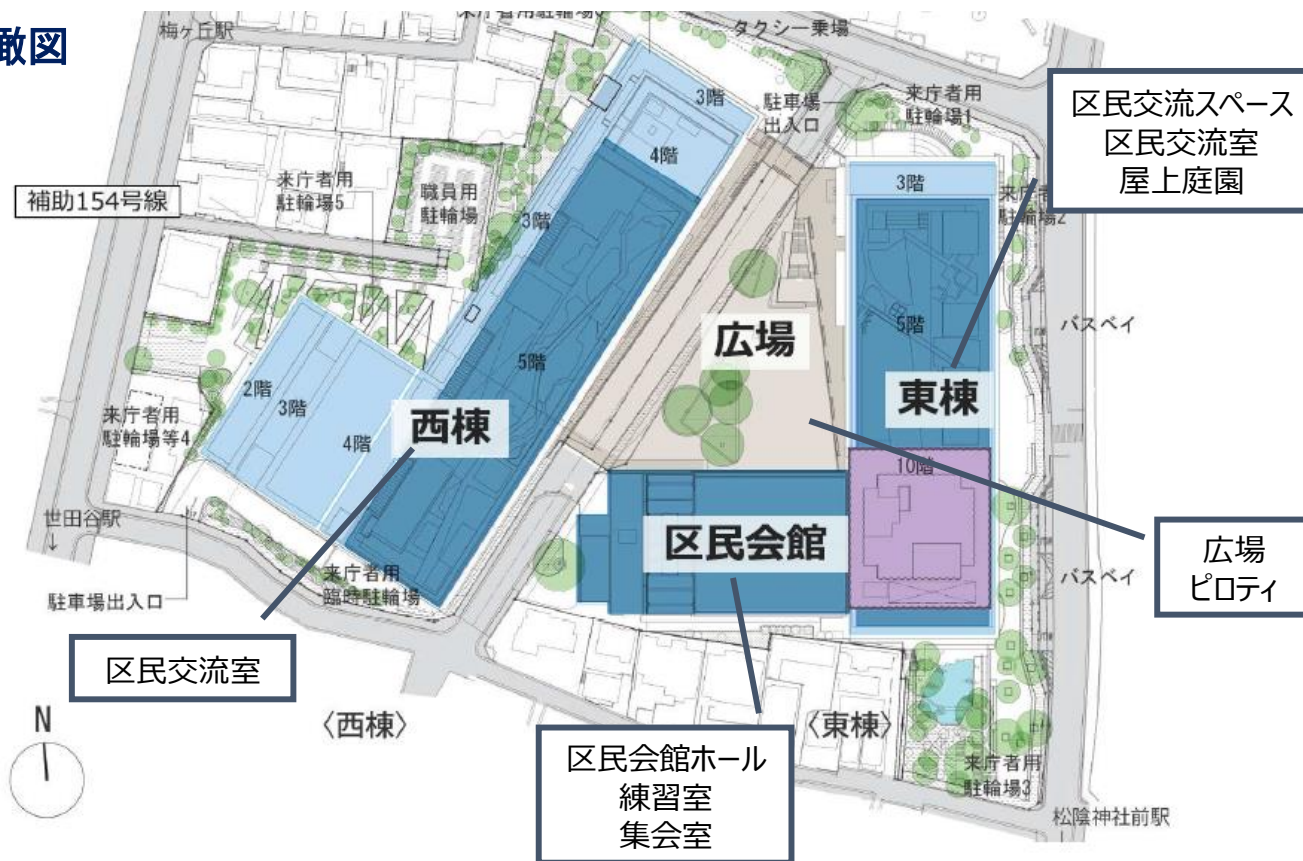 瞰図
梅ヶ丘駅
来庁者用駐輪場
タクシー乗場
駐車場
出入口
来庁者用
駐輪場1
区民交流スペース
区民交流室
屋上庭園
3階
4階
来庁者用
駐輪場5
職員用
駐輪場
補助154号線
3階
3階
来庁者用
駐輪場2
5階
バスベイ
広場
5階
東棟
2階
3階
4階
西棟
来庁者用
駐輪場等4
10階
区民会館
広場
ピロティ
世田谷駅
↓
来庁者用
臨時駐輪場
バスベイ
駐車場出入口
区民交流室
N
〈西棟〉
〈東棟〉
区民会館ホール
練習室
集会室
来庁者用
駐輪場3
松陰神社前駅